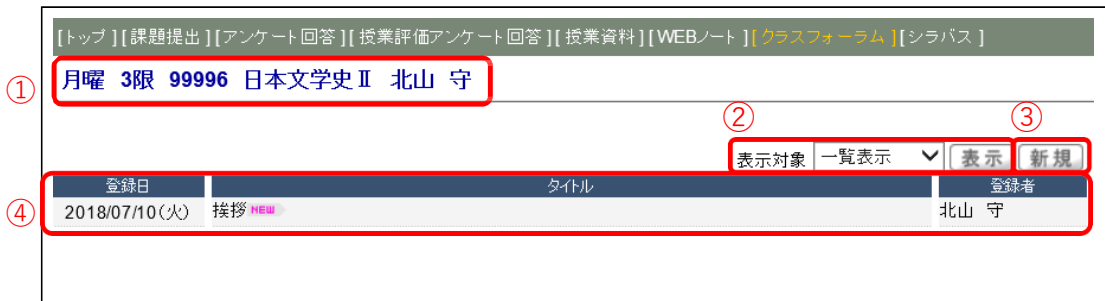 [トップ ][課題提出 ][アンケート回答 ][授業評価アンケート回答 ][授業資料 ][WEBノート ][クラスフォーラム ][シラバス ]
① 月曜 3限 99996 日本文学史Ⅱ 北山 守
② ③
表示対象 一覧表示 表示 新規
登録日 タイトル 登録者
④ 2018/07/10(火) 挨拶 NEW 北山 守